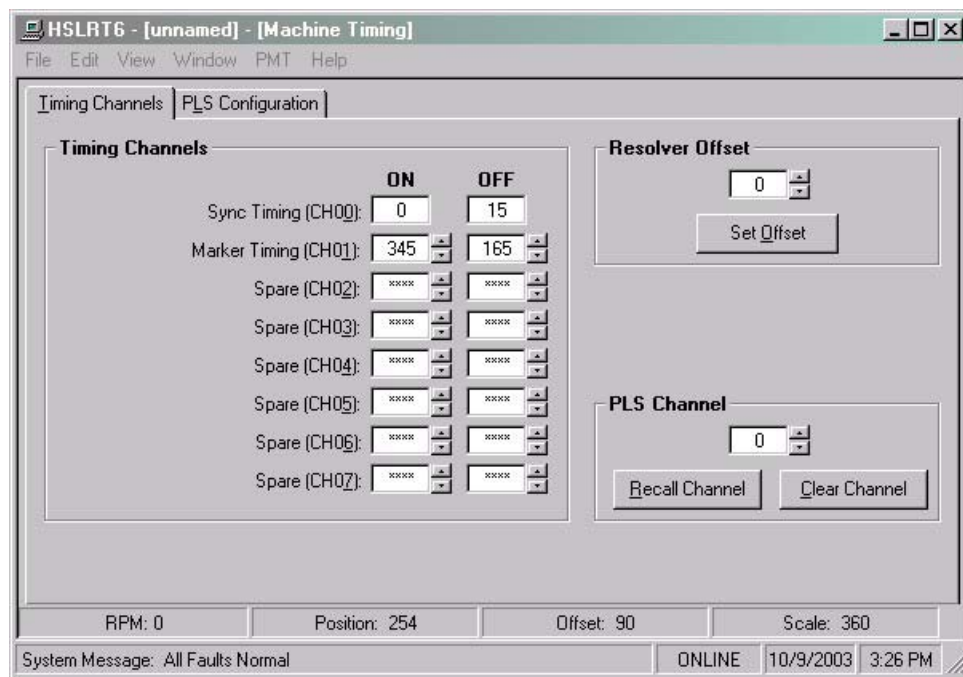 HSLRT6 - [unnamed] - [Machine Timing]
File Edit View Window PMT Help
Timing Channels PLS Configuration
Timing Channels
ON OFF
Sync Timing (CH00): 0 15
Marker Timing (CH01): 345 165
Spare (CH02): **** ****
Spare (CH03): **** ****
Spare (CH04): **** ****
Spare (CH05): **** ****
Spare (CH06): **** ****
Spare (CH07): **** ****
Resolver Offset
0
Set Offset
PLS Channel
0
Recall Channel Clear Channel
RPM: 0 Position: 254 Offset: 90 Scale: 360
System Message: All Faults Normal ONLINE 10/9/2003 3:26 PM